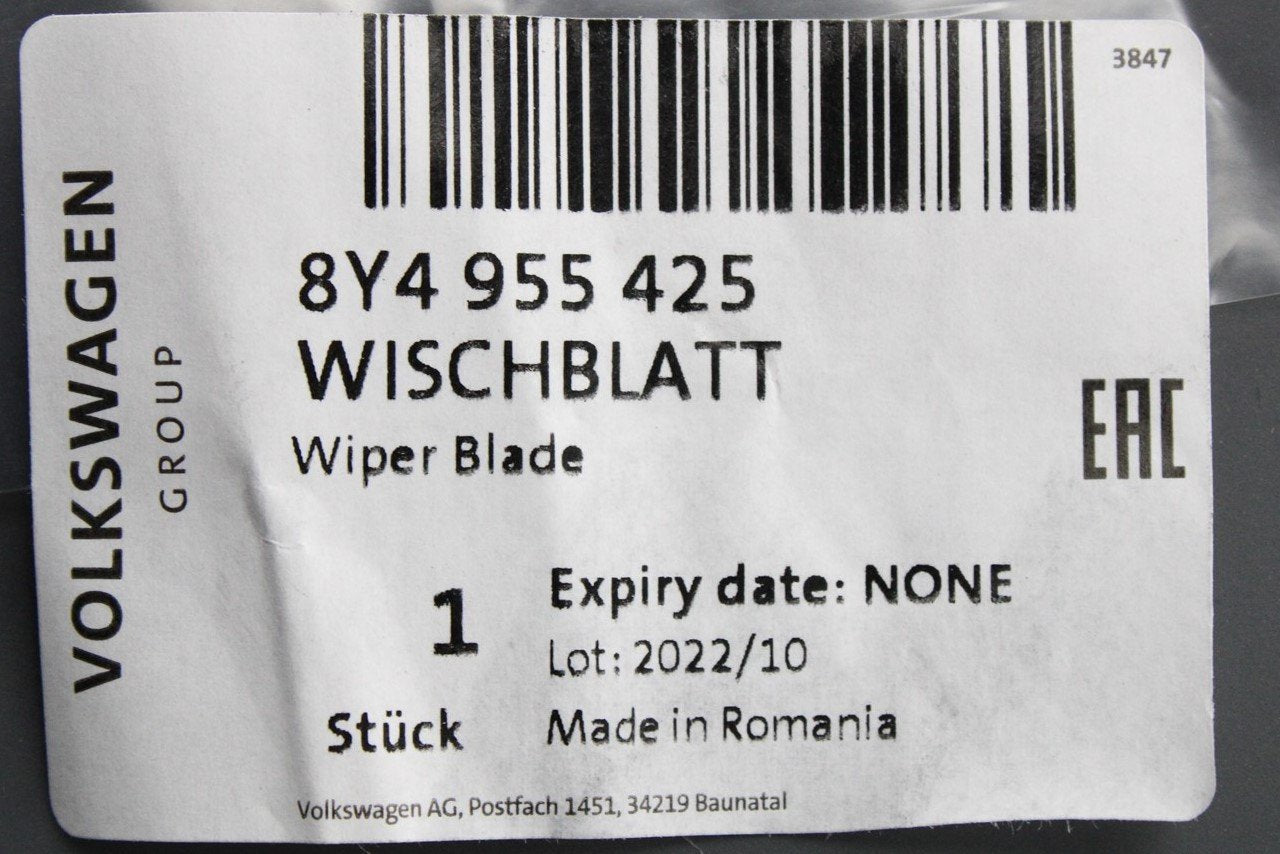 3847
VOLKSWAGEN
GROUP
8Y4 955 425
WISCHBLATT
Wiper Blade
EAC
1
Stück
Expiry date: NONE
Lot: 2022/10
Made in Romania
Volkswagen AG, Postfach 1451, 34219 Baunatal